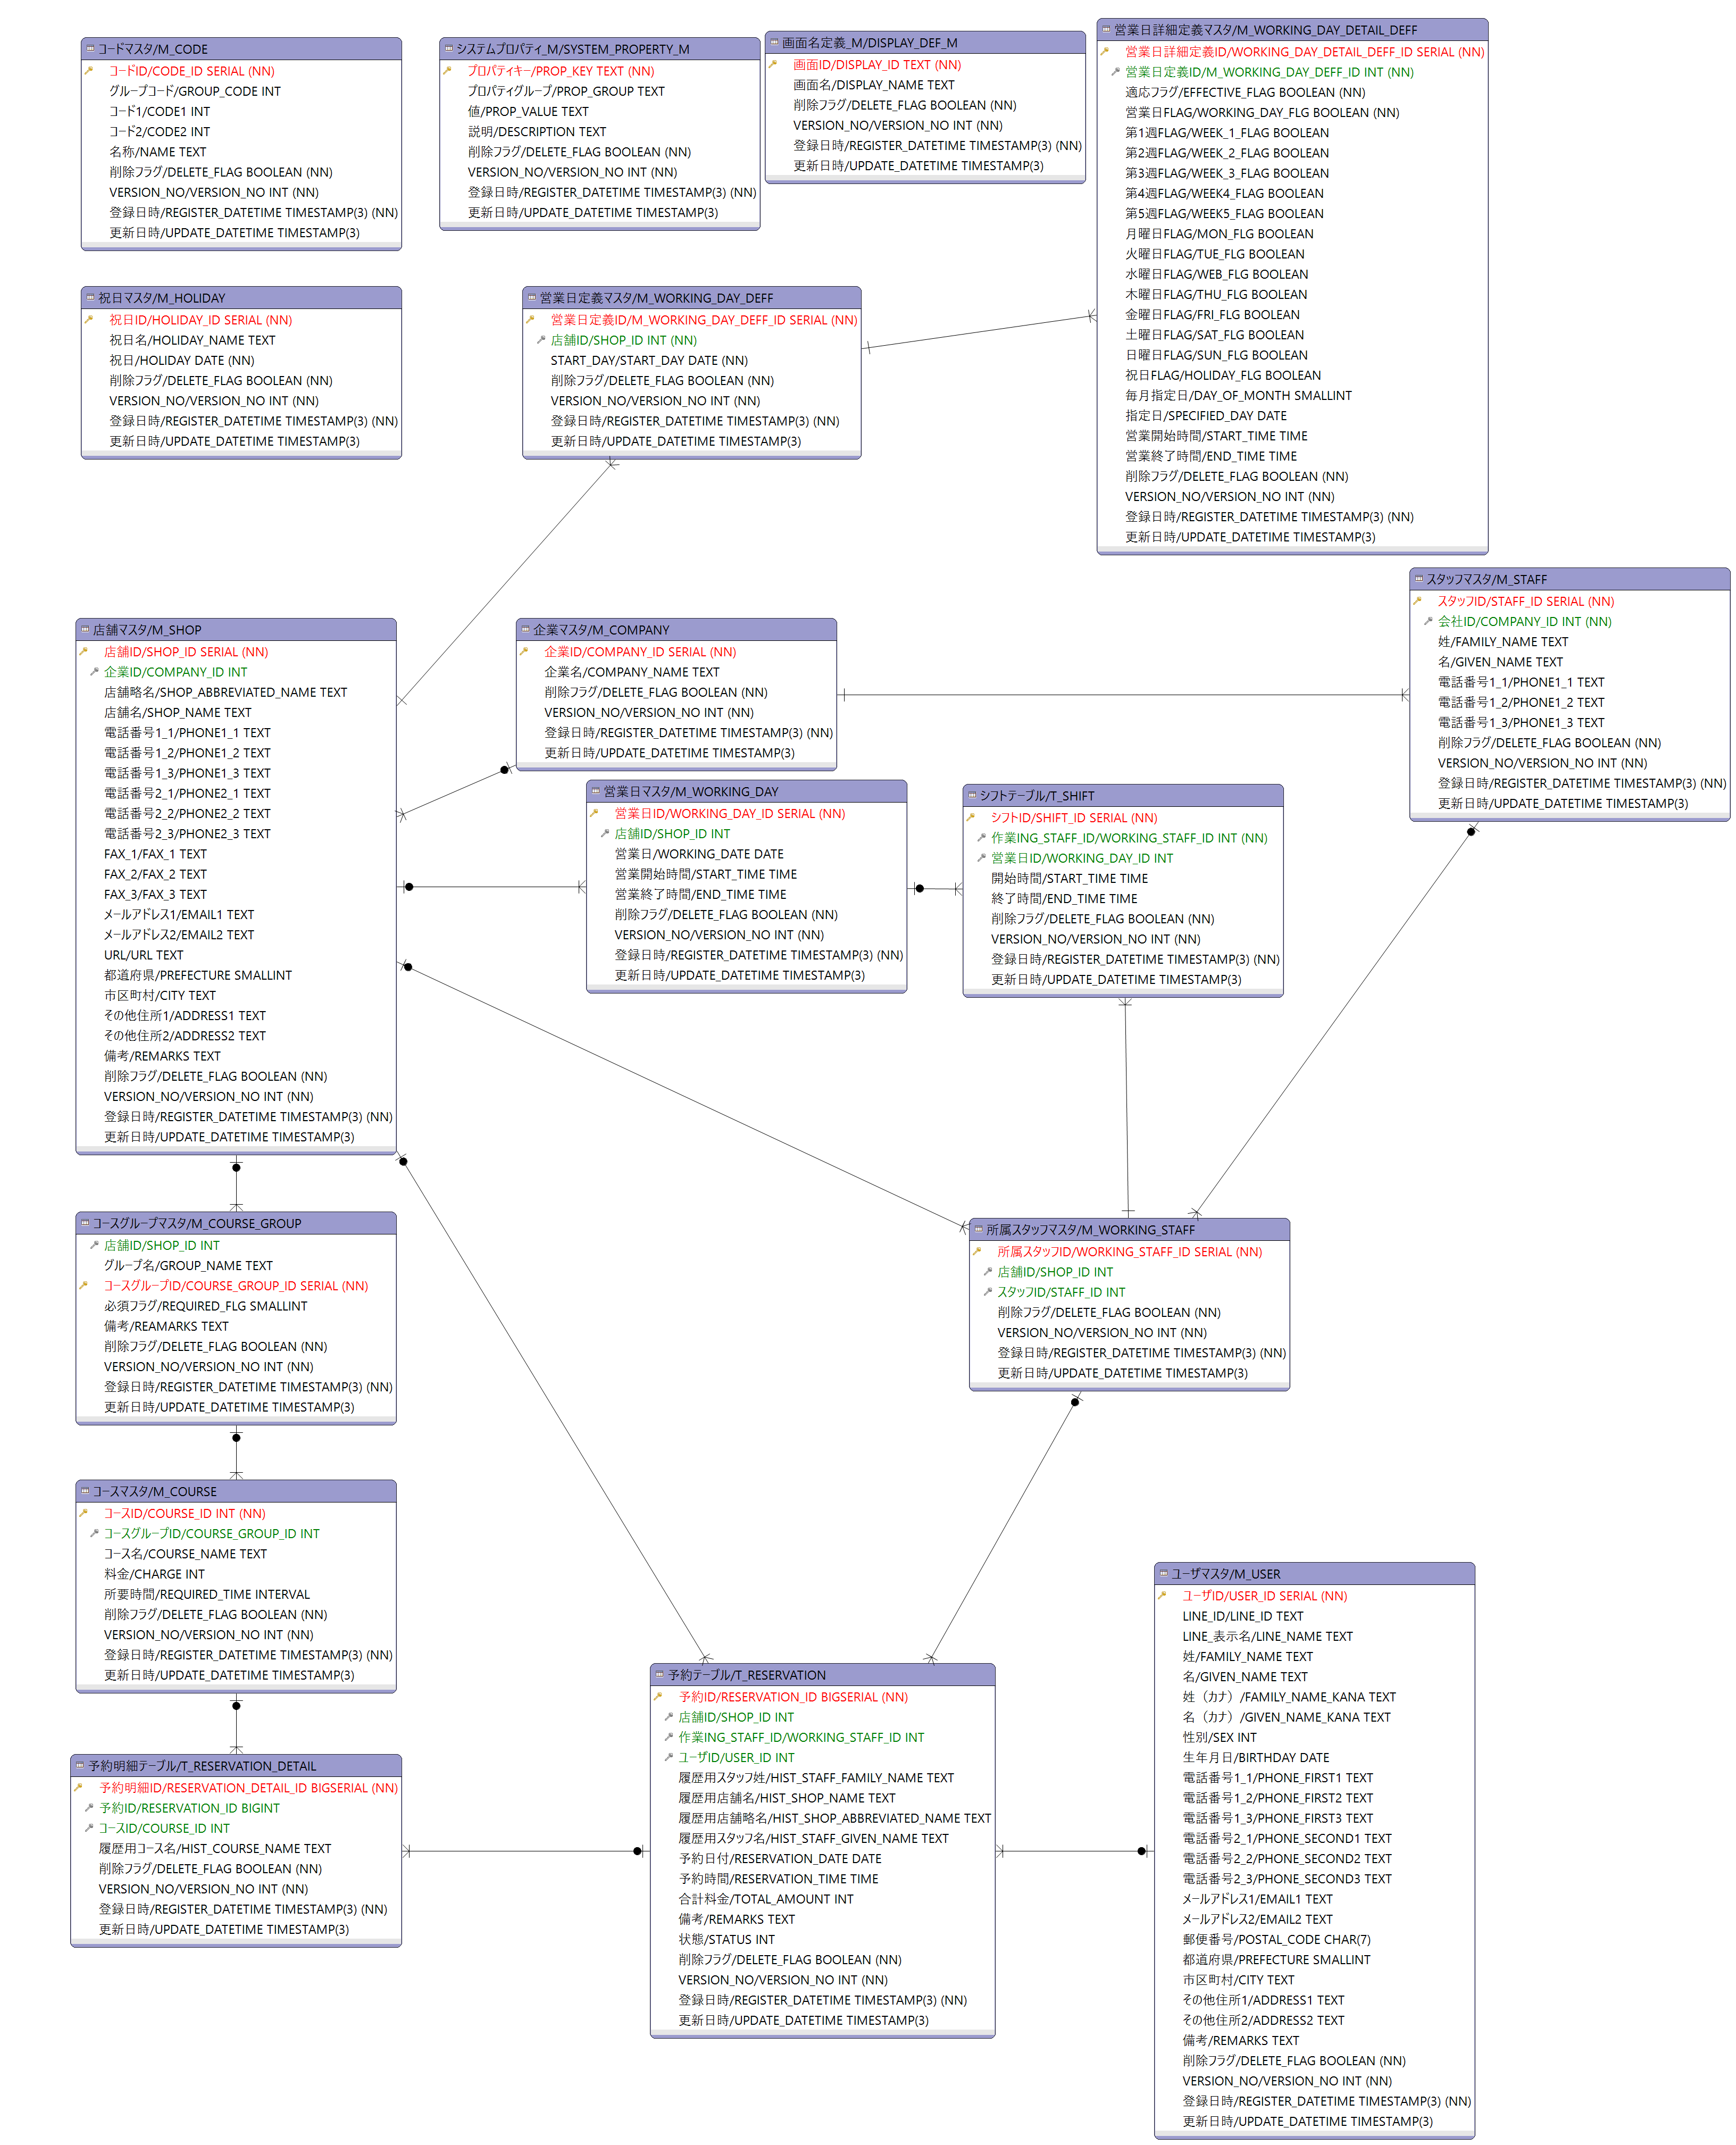 コードマスタ/M_CODE
コードID/CODE_ID SERIAL (NN)
グループコード/GROUP_CODE INT
コード1/CODE1 INT
コード2/CODE2 INT
名称/NAME TEXT
削除フラグ/DELETE_FLAG BOOLEAN (NN)
VERSION_NO/VERSION_NO INT (NN)
登録日時/REGISTER_DATETIME TIMESTAMP(3) (NN)
更新日時/UPDATE_DATETIME TIMESTAMP(3)
システムプロパティ_M/SYSTEM_PROPERTY_M
プロパティキー/PROP_KEY TEXT (NN)
プロパティグループ/PROP_GROUP TEXT
値/PROP_VALUE TEXT
説明/DESCRIPTION TEXT
削除フラグ/DELETE_FLAG BOOLEAN (NN)
VERSION_NO/VERSION_NO INT (NN)
登録日時/REGISTER_DATETIME TIMESTAMP(3) (NN)
更新日時/UPDATE_DATETIME TIMESTAMP(3)
画面名定義_M/DISPLAY_DEF_M
画面ID/DISPLAY_ID TEXT (NN)
画面名/DISPLAY_NAME TEXT
削除フラグ/DELETE_FLAG BOOLEAN (NN)
VERSION_NO/VERSION_NO INT (NN)
登録日時/REGISTER_DATETIME TIMESTAMP(3) (NN)
更新日時/UPDATE_DATETIME TIMESTAMP(3)
営業日詳細定義マスタ/M_WORKING_DAY_DETAIL_DEFF
営業日詳細定義ID/WORKING_DAY_DETAIL_DEFF_ID SERIAL (NN)
営業日定義ID/M_WORKING_DAY_DEFF_ID INT (NN)
適応フラグ/EFFECTIVE_FLAG BOOLEAN (NN)
営業日FLAG/WORKING_DAY_FLG BOOLEAN (NN)
第1週FLAG/WEEK_1_FLAG BOOLEAN
第2週FLAG/WEEK_2_FLAG BOOLEAN
第3週FLAG/WEEK_3_FLAG BOOLEAN
第4週FLAG/WEEK4_FLAG BOOLEAN
第5週FLAG/WEEK5_FLAG BOOLEAN
月曜日FLAG/MON_FLG BOOLEAN
火曜日FLAG/TUE_FLG BOOLEAN
水曜日FLAG/WEB_FLG BOOLEAN
木曜日FLAG/THU_FLG BOOLEAN
金曜日FLAG/FRI_FLG BOOLEAN
土曜日FLAG/SAT_FLG BOOLEAN
日曜日FLAG/SUN_FLG BOOLEAN
祝日FLAG/HOLIDAY_FLG BOOLEAN
毎月指定日/DAY_OF_MONTH SMALLINT
指定日/SPECIFIED_DAY DATE
営業開始時間/START_TIME TIME
営業終了時間/END_TIME TIME
削除フラグ/DELETE_FLAG BOOLEAN (NN)
VERSION_NO/VERSION_NO INT (NN)
登録日時/REGISTER_DATETIME TIMESTAMP(3) (NN)
更新日時/UPDATE_DATETIME TIMESTAMP(3)
祝日マスタ/M_HOLIDAY
祝日ID/HOLIDAY_ID SERIAL (NN)
祝日名/HOLIDAY_NAME TEXT
祝日/HOLIDAY DATE (NN)
削除フラグ/DELETE_FLAG BOOLEAN (NN)
VERSION_NO/VERSION_NO INT (NN)
登録日時/REGISTER_DATETIME TIMESTAMP(3) (NN)
更新日時/UPDATE_DATETIME TIMESTAMP(3)
営業日定義マスタ/M_WORKING_DAY_DEFF
営業日定義ID/M_WORKING_DAY_DEFF_ID SERIAL (NN)
店舗ID/SHOP_ID INT (NN)
START_DAY/START_DAY DATE (NN)
削除フラグ/DELETE_FLAG BOOLEAN (NN)
VERSION_NO/VERSION_NO INT (NN)
登録日時/REGISTER_DATETIME TIMESTAMP(3) (NN)
更新日時/UPDATE_DATETIME TIMESTAMP(3)
店舗マスタ/M_SHOP
店舗ID/SHOP_ID SERIAL (NN)
企業ID/COMPANY_ID INT
店舗略名/SHOP_ABBREVIATED_NAME TEXT
店舗名/SHOP_NAME TEXT
電話番号1_1/PHONE1_1 TEXT
電話番号1_2/PHONE1_2 TEXT
電話番号1_3/PHONE1_3 TEXT
電話番号2_1/PHONE2_1 TEXT
電話番号2_2/PHONE2_2 TEXT
電話番号2_3/PHONE2_3 TEXT
FAX_1/FAX_1 TEXT
FAX_2/FAX_2 TEXT
FAX_3/FAX_3 TEXT
メールアドレス1/EMAIL1 TEXT
メールアドレス2/EMAIL2 TEXT
URL/URL TEXT
都道府県/PREFECTURE SMALLINT
市区町村/CITY TEXT
その他住所1/ADDRESS1 TEXT
その他住所2/ADDRESS2 TEXT
備考/REMARKS TEXT
削除フラグ/DELETE_FLAG BOOLEAN (NN)
VERSION_NO/VERSION_NO INT (NN)
登録日時/REGISTER_DATETIME TIMESTAMP(3) (NN)
更新日時/UPDATE_DATETIME TIMESTAMP(3)
企業マスタ/M_COMPANY
企業ID/COMPANY_ID SERIAL (NN)
企業名/COMPANY_NAME TEXT
削除フラグ/DELETE_FLAG BOOLEAN (NN)
VERSION_NO/VERSION_NO INT (NN)
登録日時/REGISTER_DATETIME TIMESTAMP(3) (NN)
更新日時/UPDATE_DATETIME TIMESTAMP(3)
スタッフマスタ/M_STAFF
スタッフID/STAFF_ID SERIAL (NN)
会社ID/COMPANY_ID INT (NN)
姓/FAMILY_NAME TEXT
名/GIVEN_NAME TEXT
電話番号1_1/PHONE1_1 TEXT
電話番号1_2/PHONE1_2 TEXT
電話番号1_3/PHONE1_3 TEXT
削除フラグ/DELETE_FLAG BOOLEAN (NN)
VERSION_NO/VERSION_NO INT (NN)
登録日時/REGISTER_DATETIME TIMESTAMP(3) (NN)
更新日時/UPDATE_DATETIME TIMESTAMP(3)
営業日マスタ/M_WORKING_DAY
営業日ID/WORKING_DAY_ID SERIAL (NN)
店舗ID/SHOP_ID INT
営業日/WORKING_DATE DATE
営業開始時間/START_TIME TIME
営業終了時間/END_TIME TIME
削除フラグ/DELETE_FLAG BOOLEAN (NN)
VERSION_NO/VERSION_NO INT (NN)
登録日時/REGISTER_DATETIME TIMESTAMP(3) (NN)
更新日時/UPDATE_DATETIME TIMESTAMP(3)
シフトテーブル/T_SHIFT
シフトID/SHIFT_ID SERIAL (NN)
作業ING_STAFF_ID/WORKING_STAFF_ID INT (NN)
営業日ID/WORKING_DAY_ID INT
開始時間/START_TIME TIME
終了時間/END_TIME TIME
削除フラグ/DELETE_FLAG BOOLEAN (NN)
VERSION_NO/VERSION_NO INT (NN)
登録日時/REGISTER_DATETIME TIMESTAMP(3) (NN)
更新日時/UPDATE_DATETIME TIMESTAMP(3)
コースグループマスタ/M_COURSE_GROUP
店舗ID/SHOP_ID INT
グループ名/GROUP_NAME TEXT
コースグループID/COURSE_GROUP_ID SERIAL (NN)
必須フラグ/REQUIRED_FLG SMALLINT
備考/REAMARKS TEXT
削除フラグ/DELETE_FLAG BOOLEAN (NN)
VERSION_NO/VERSION_NO INT (NN)
登録日時/REGISTER_DATETIME TIMESTAMP(3) (NN)
更新日時/UPDATE_DATETIME TIMESTAMP(3)
所属スタッフマスタ/M_WORKING_STAFF
所属スタッフID/WORKING_STAFF_ID SERIAL (NN)
店舗ID/SHOP_ID INT
スタッフID/STAFF_ID INT
削除フラグ/DELETE_FLAG BOOLEAN (NN)
VERSION_NO/VERSION_NO INT (NN)
登録日時/REGISTER_DATETIME TIMESTAMP(3) (NN)
更新日時/UPDATE_DATETIME TIMESTAMP(3)
コースマスタ/M_COURSE
コースID/COURSE_ID INT (NN)
コースグループID/COURSE_GROUP_ID INT
コース名/COURSE_NAME TEXT
料金/CHARGE INT
所要時間/REQUIRED_TIME INTERVAL
削除フラグ/DELETE_FLAG BOOLEAN (NN)
VERSION_NO/VERSION_NO INT (NN)
登録日時/REGISTER_DATETIME TIMESTAMP(3) (NN)
更新日時/UPDATE_DATETIME TIMESTAMP(3)
予約明細テーブル/T_RESERVATION_DETAIL
予約明細ID/RESERVATION_DETAIL_ID BIGSERIAL (NN)
予約ID/RESERVATION_ID BIGINT
コースID/COURSE_ID INT
履歴用コース名/HIST_COURSE_NAME TEXT
削除フラグ/DELETE_FLAG BOOLEAN (NN)
VERSION_NO/VERSION_NO INT (NN)
登録日時/REGISTER_DATETIME TIMESTAMP(3) (NN)
更新日時/UPDATE_DATETIME TIMESTAMP(3)
予約テーブル/T_RESERVATION
予約ID/RESERVATION_ID BIGSERIAL (NN)
店舗ID/SHOP_ID INT
作業ING_STAFF_ID/WORKING_STAFF_ID INT
ユーザID/USER_ID INT
履歴用スタッフ姓/HIST_STAFF_FAMILY_NAME TEXT
履歴用店舗名/HIST_SHOP_NAME TEXT
履歴用店舗略名/HIST_SHOP_ABBREVIATED_NAME TEXT
履歴用スタッフ名/HIST_STAFF_GIVEN_NAME TEXT
予約日付/RESERVATION_DATE DATE
予約時間/RESERVATION_TIME TIME
合計料金/TOTAL_AMOUNT INT
備考/REMARKS TEXT
状態/STATUS INT
削除フラグ/DELETE_FLAG BOOLEAN (NN)
VERSION_NO/VERSION_NO INT (NN)
登録日時/REGISTER_DATETIME TIMESTAMP(3) (NN)
更新日時/UPDATE_DATETIME TIMESTAMP(3)
ユーザマスタ/M_USER
ユーザID/USER_ID SERIAL (NN)
LINE_ID/LINE_ID TEXT
LINE_表示名/LINE_NAME TEXT
姓/FAMILY_NAME TEXT
名/GIVEN_NAME TEXT
姓（カナ）/FAMILY_NAME_KANA TEXT
名（カナ）/GIVEN_NAME_KANA TEXT
性別/SEX INT
生年月日/BIRTHDAY DATE
電話番号1_1/PHONE_FIRST1 TEXT
電話番号1_2/PHONE_FIRST2 TEXT
電話番号1_3/PHONE_FIRST3 TEXT
電話番号2_1/PHONE_SECOND1 TEXT
電話番号2_2/PHONE_SECOND2 TEXT
電話番号2_3/PHONE_SECOND3 TEXT
メールアドレス1/EMAIL1 TEXT
メールアドレス2/EMAIL2 TEXT
郵便番号/POSTAL_CODE CHAR(7)
都道府県/PREFECTURE SMALLINT
市区町村/CITY TEXT
その他住所1/ADDRESS1 TEXT
その他住所2/ADDRESS2 TEXT
備考/REMARKS TEXT
削除フラグ/DELETE_FLAG BOOLEAN (NN)
VERSION_NO/VERSION_NO INT (NN)
登録日時/REGISTER_DATETIME TIMESTAMP(3) (NN)
更新日時/UPDATE_DATETIME TIMESTAMP(3)